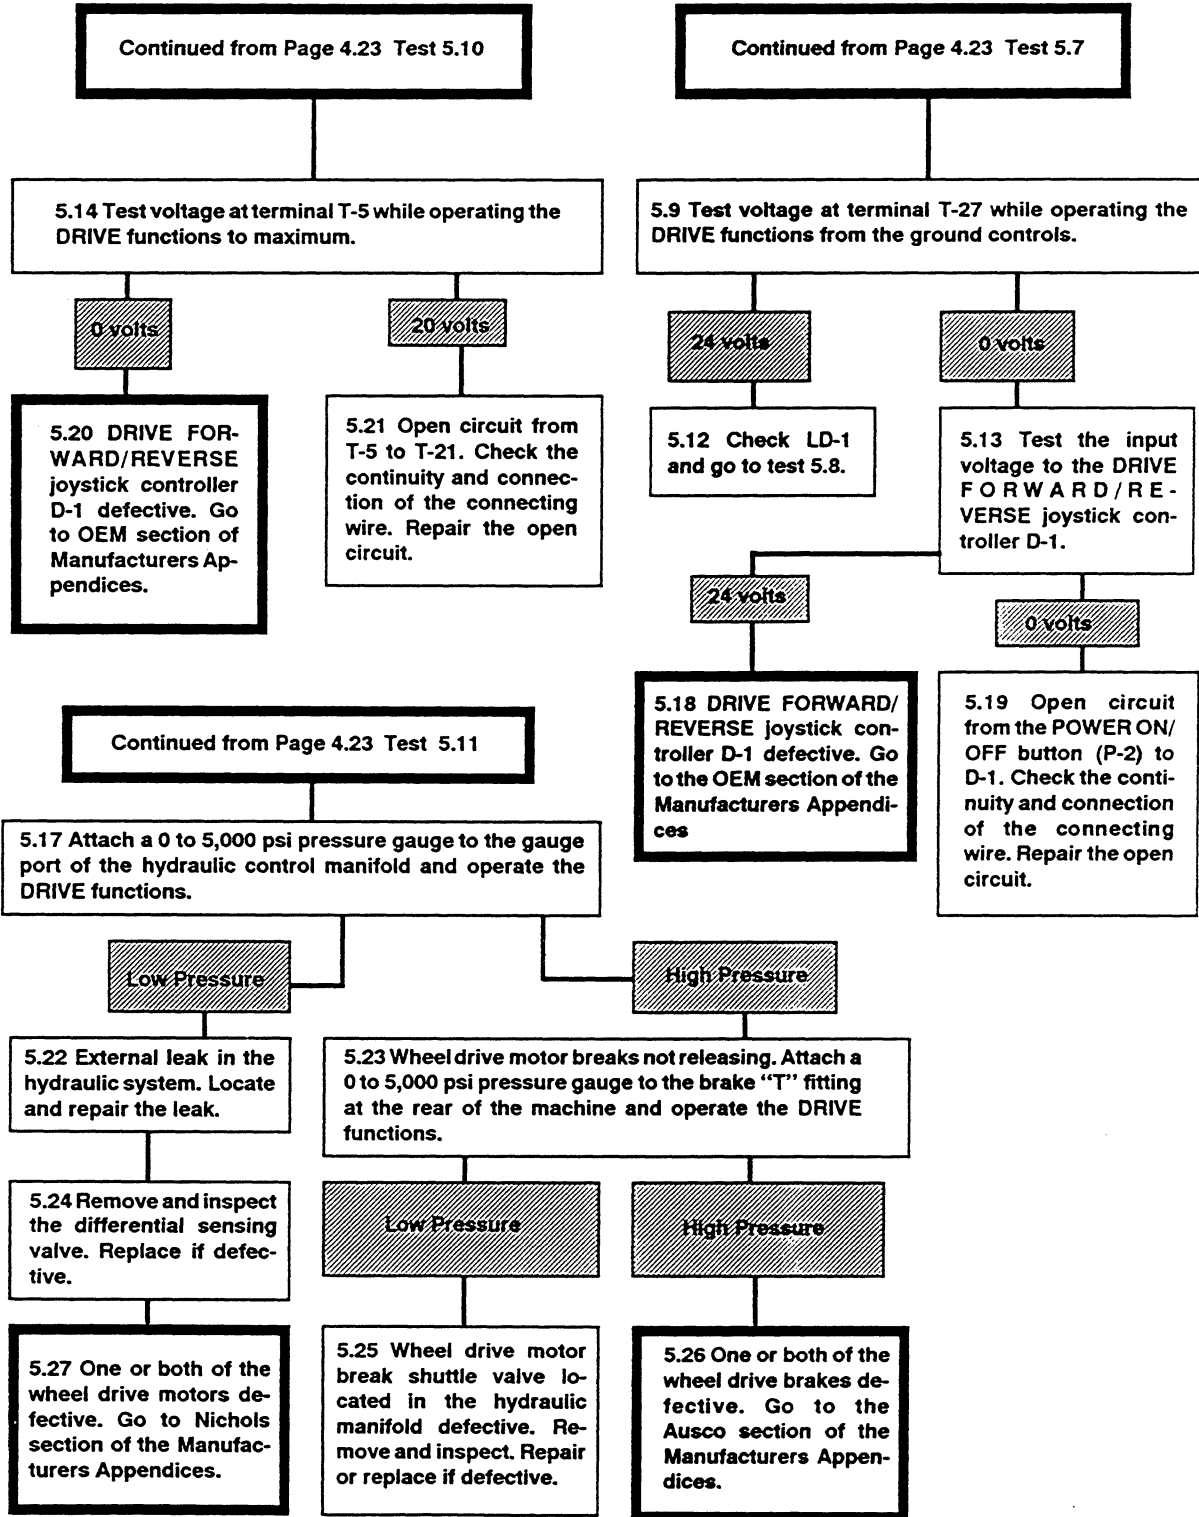 Continued from Page 4.23 Test 5.10
5.14 Test voltage at terminal T-5 while operating the
DRIVE functions to maximum.
0 volts
20 volts
5.20 DRIVE FOR-
WARD/REVERSE
joystick controller
D-1 defective. Go
to OEM section of
Manufacturers Ap-
pendices.
5.21 Open circuit from
T-5 to T-21. Check the
continuity and connec-
tion of the connecting
wire. Repair the open
circuit.
Continued from Page 4.23 Test 5.7
5.9 Test voltage at terminal T-27 while operating the
DRIVE functions from the ground controls.
24 volts
0 volts
5.12 Check LD-1
and go to test 5.8.
5.13 Test the input
voltage to the DRIVE
FORWARD/RE-
VERSE joystick con-
troller D-1.
24 volts
0 volts
5.18 DRIVE FORWARD/
REVERSE joystick con-
troller D-1 defective. Go
to the OEM section of the
Manufacturers Appendi-
ces
5.19 Open circuit
from the POWER ON/
OFF button (P-2) to
D-1. Check the conti-
nuity and connection
of the connecting
wire. Repair the open
circuit.
Continued from Page 4.23 Test 5.11
5.17 Attach a 0 to 5,000 psi pressure gauge to the gauge
port of the hydraulic control manifold and operate the
DRIVE functions.
Low Pressure
High Pressure
5.22 External leak in the
hydraulic system. Locate
and repair the leak.
5.23 Wheel drive motor breaks not releasing. Attach a
0 to 5,000 psi pressure gauge to the brake “T” fitting
at the rear of the machine and operate the DRIVE
functions.
5.24 Remove and inspect
the differential sensing
valve. Replace if defec-
tive.
Low Pressure
High Pressure
5.27 One or both of the
wheel drive motors de-
fective. Go to Nichols
section of the Manufac-
turers Appendices.
5.25 Wheel drive motor
break shuttle valve lo-
cated in the hydraulic
manifold defective. Re-
move and inspect. Repair
or replace if defective.
5.26 One or both of the
wheel drive brakes de-
fective. Go to the
Ausco section of the
Manufacturers Appen-
dices.